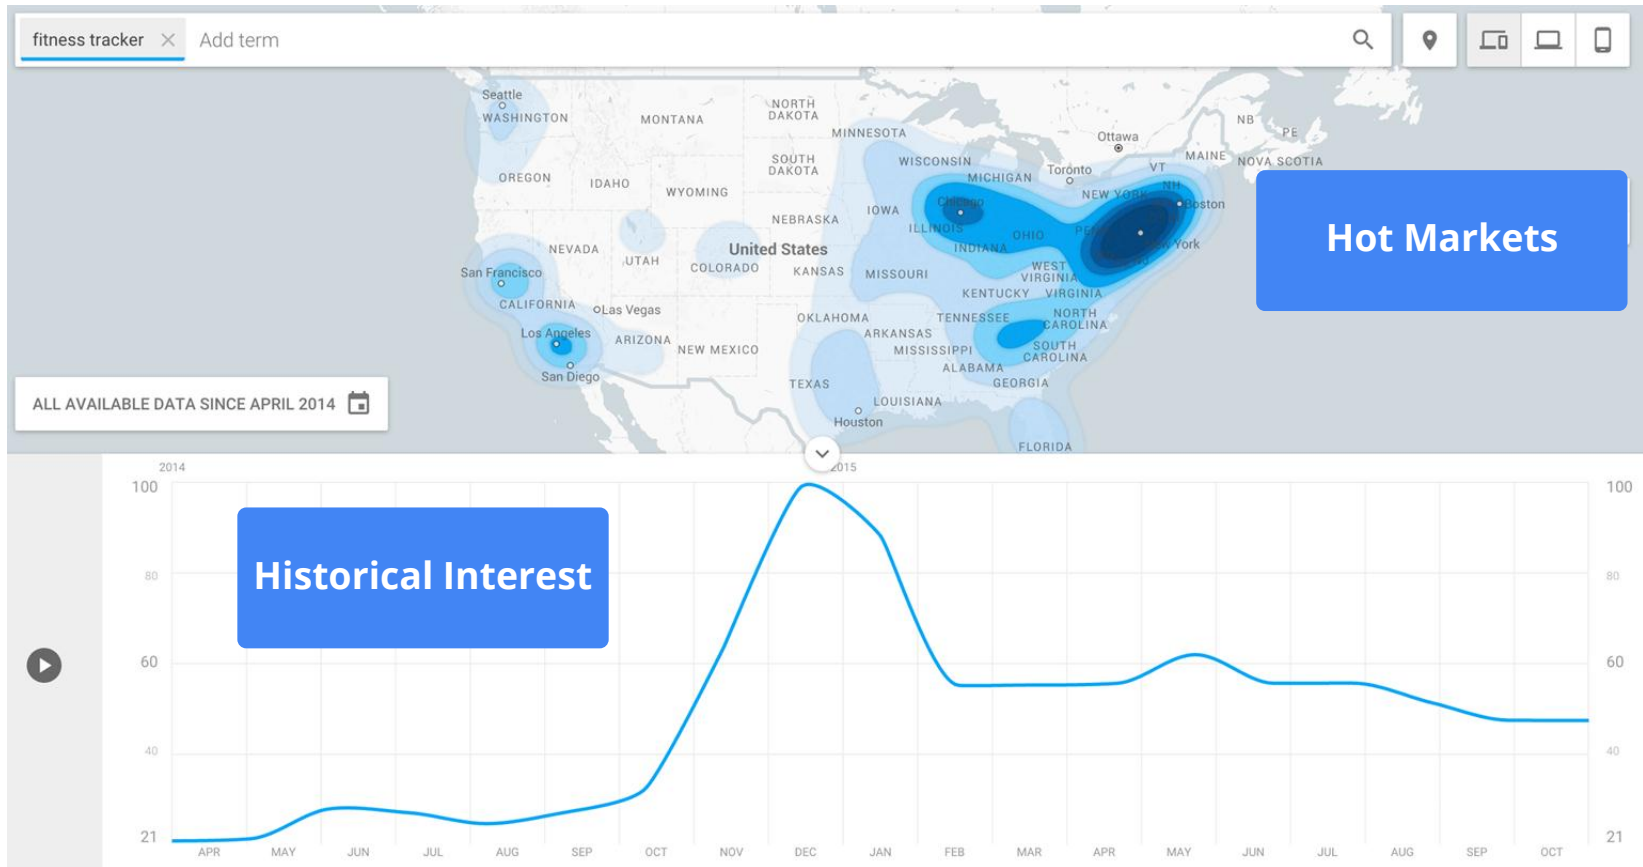 fitness tracker
Add term
Seattle
WASHINGTON
MONTANA
NORTH
DAKOTA
MINNESOTA
Ottawa
NB
PE
SOUTH
DAKOTA
WISCONSIN
MICHIGAN
Toronto
VT
MAINE
NOVA SCOTIA
OREGON
IDAHO
WYOMING
NEW YORK
NH
IOWA
Chicago
Boston
NEBRASKA
ILLINOIS
OHIO
Hot Markets
NEVADA
UTAH
United States
INDIANA
York
San Francisco
COLORADO
KANSAS
MISSOURI
WEST
VIRGINIA
CALIFORNIA
Las Vegas
KENTUCKY
VIRGINIA
OKLAHOMA
TENNESSEE
NORTH
CAROLINA
Los Angeles
ARIZONA
NEW MEXICO
ARKANSAS
MISSISSIPPI
SOUTH
CAROLINA
San Diego
ALABAMA
TEXAS
GEORGIA
LOUISIANA
Houston
FLORIDA
ALL AVAILABLE DATA SINCE APRIL 2014
2014
2015
100
100
Historical Interest
80
80
60
60
40
40
21
21
APR MAY JUN JUL AUG SEP OCT NOV DEC JAN FEB MAR APR MAY JUN JUL AUG SEP OCT